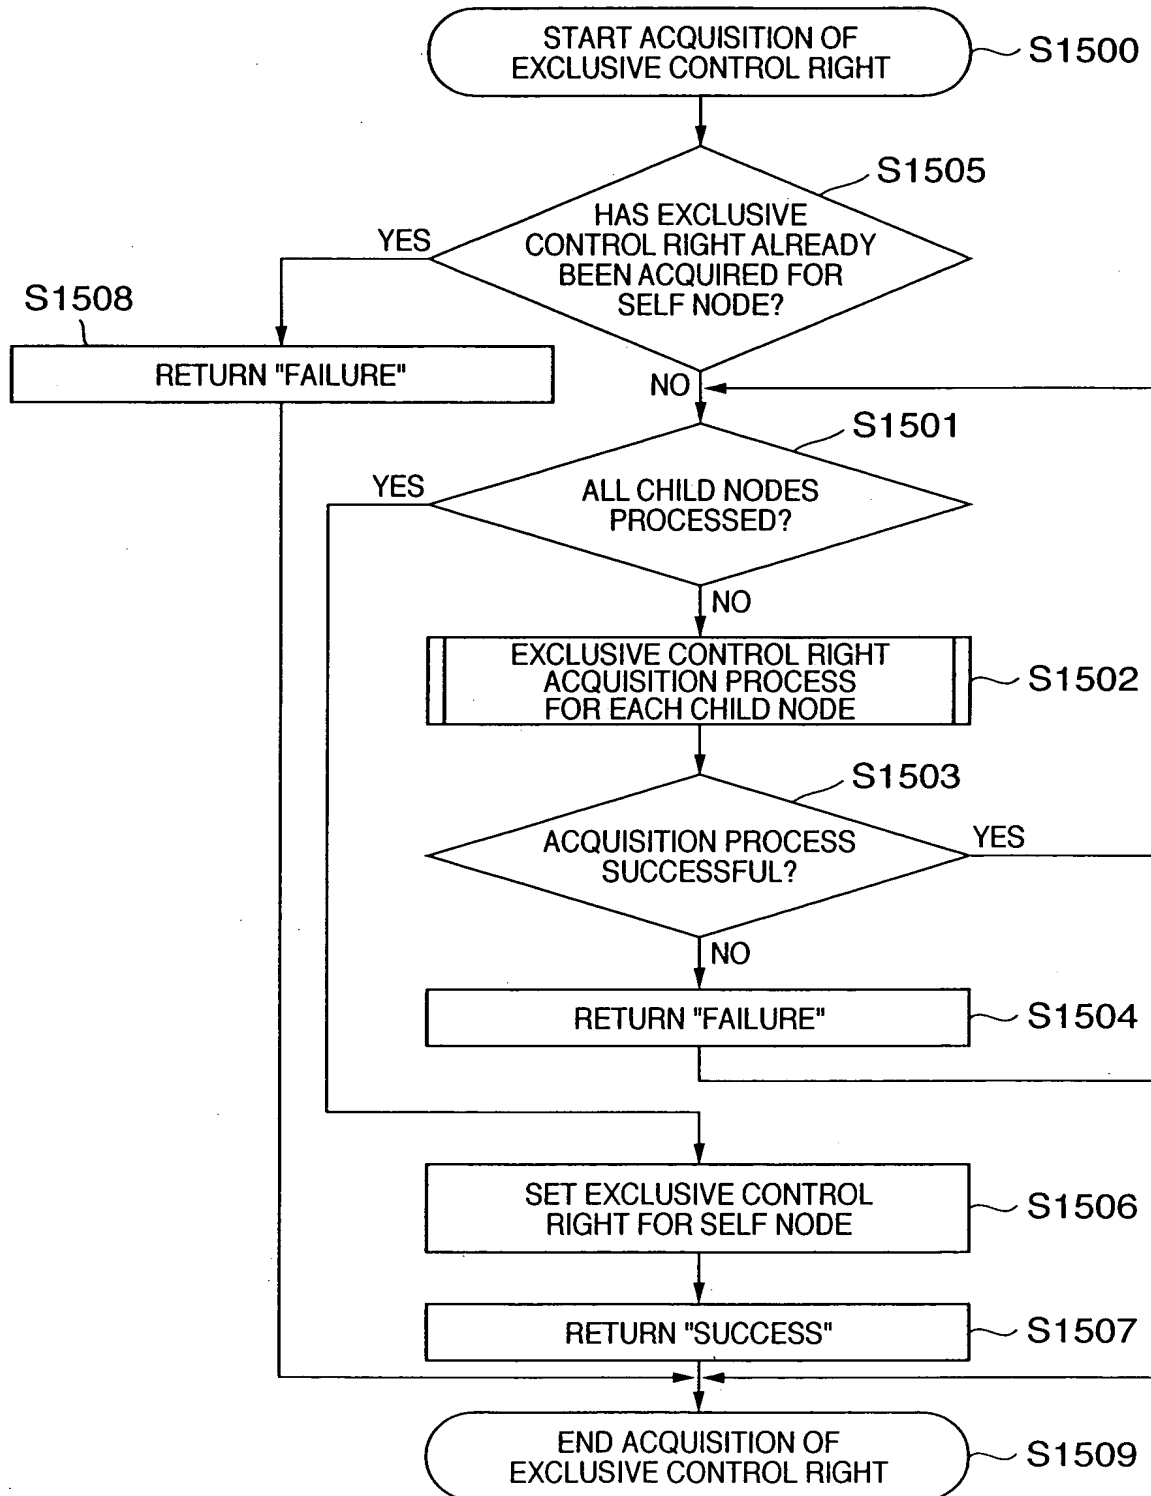 START ACQUISITION OF
EXCLUSIVE CONTROL RIGHT
S1500
S1505
HAS EXCLUSIVE
CONTROL RIGHT ALREADY
BEEN ACQUIRED FOR
SELF NODE?
YES
S1508
RETURN "FAILURE"
NO
S1501
YES
ALL CHILD NODES
PROCESSED?
NO
EXCLUSIVE CONTROL RIGHT
ACQUISITION PROCESS
FOR EACH CHILD NODE
S1502
S1503
ACQUISITION PROCESS
SUCCESSFUL?
YES
NO
RETURN "FAILURE"
S1504
SET EXCLUSIVE CONTROL
RIGHT FOR SELF NODE
S1506
RETURN "SUCCESS"
S1507
END ACQUISITION OF
EXCLUSIVE CONTROL RIGHT
S1509